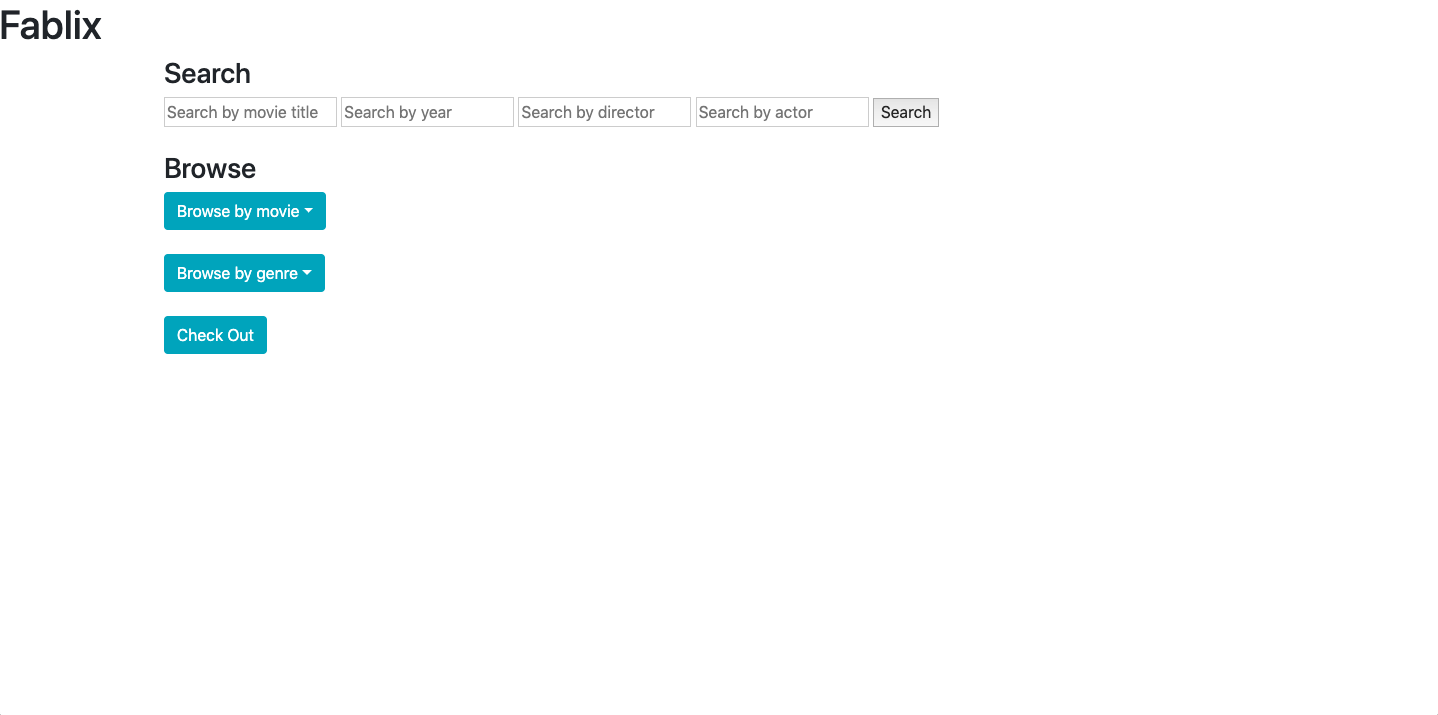 Fablix
Search
Search by movie title Search by year Search by director Search by actor Search
Browse
Browse by movie
Browse by genre
Check Out